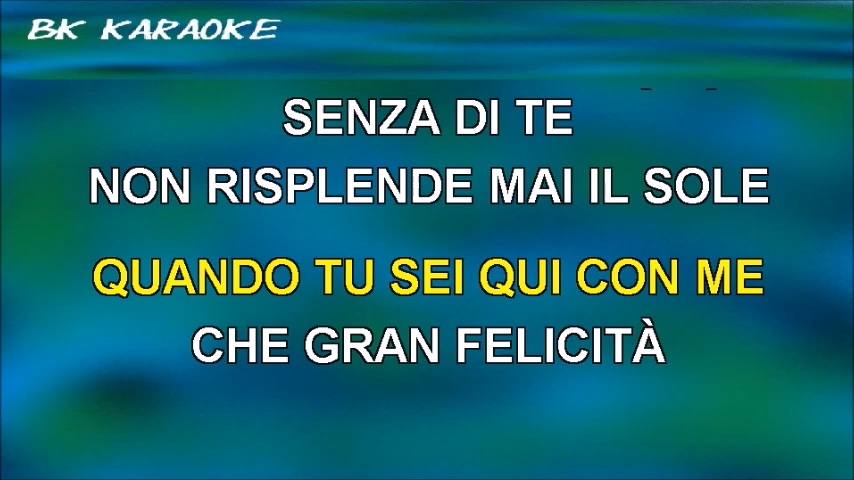 BK KARAOKE
SENZA DI TE
NON RISPLENDE MAI IL SOLE
QUANDO TU SEI QUI CON ME
CHE GRAN FELICITÀ